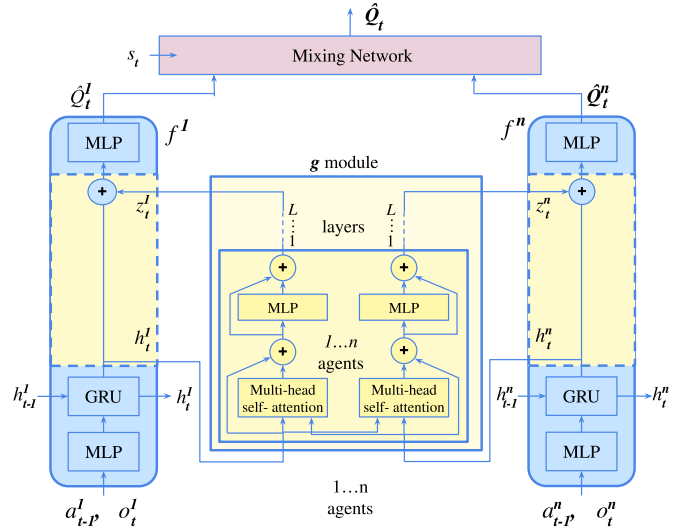 Q̂_t
s_t
Mixing Network
Q̂_t^1
Q̂_t^n
MLP
f^1
f^n
MLP
g module
+
+
z_t^1
z_t^n
L
⋮
1
layers
L
⋮
1
+
+
MLP
MLP
h_t^1
1...n
agents
h_t^n
+
+
h_{t-1}^1
GRU
h_t^1
Multi-head
self- attention
Multi-head
self- attention
h_{t-1}^n
GRU
h_t^n
MLP
MLP
1...n
agents
a_{t-1}^1, o_t^1
a_{t-1}^n, o_t^n